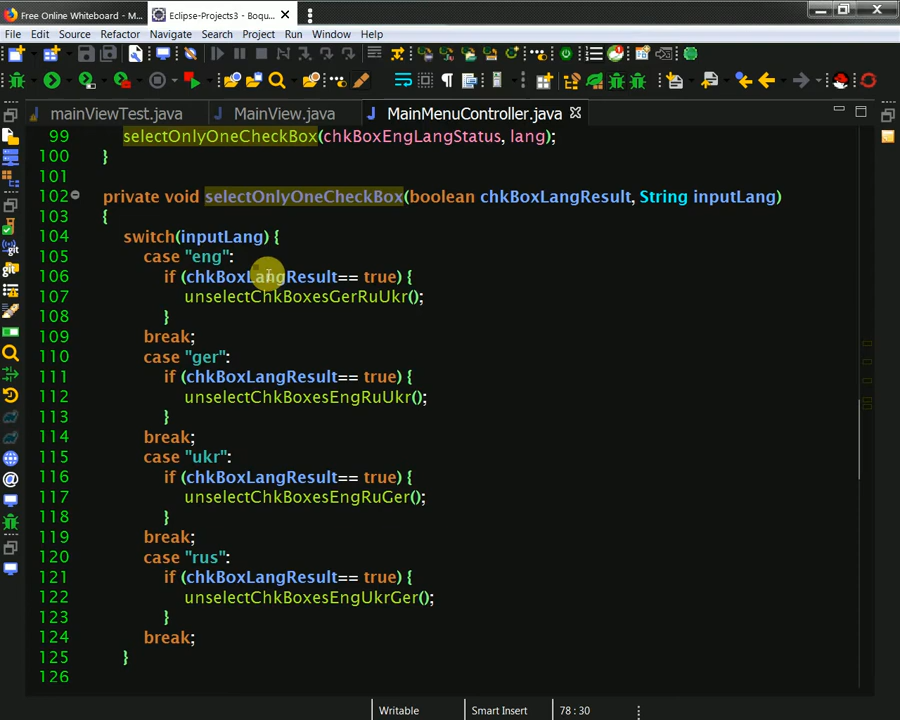 Free Online Whiteboard - M...
Eclipse-Projects3 - Boqu...
File Edit Source Refactor Navigate Search Project Run Window Help
mainViewTest.java MainView.java MainMenuController.java
99 selectOnlyOneCheckBox(chkBoxEngLangStatus, lang);
100 }
101
102 private void selectOnlyOneCheckBox(boolean chkBoxLangResult, String inputLang)
103 {
104 switch(inputLang) {
105 case "eng":
106 if (chkBoxLangResult== true) {
107 unselectChkBoxesGerRuUkr();
108 }
109 break;
110 case "ger":
111 if (chkBoxLangResult== true) {
112 unselectChkBoxesEngRuUkr();
113 }
114 break;
115 case "ukr":
116 if (chkBoxLangResult== true) {
117 unselectChkBoxesEngRuGer();
118 }
119 break;
120 case "rus":
121 if (chkBoxLangResult== true) {
122 unselectChkBoxesEngUkrGer();
123 }
124 break;
125 }
126
Writable Smart Insert 78 : 30